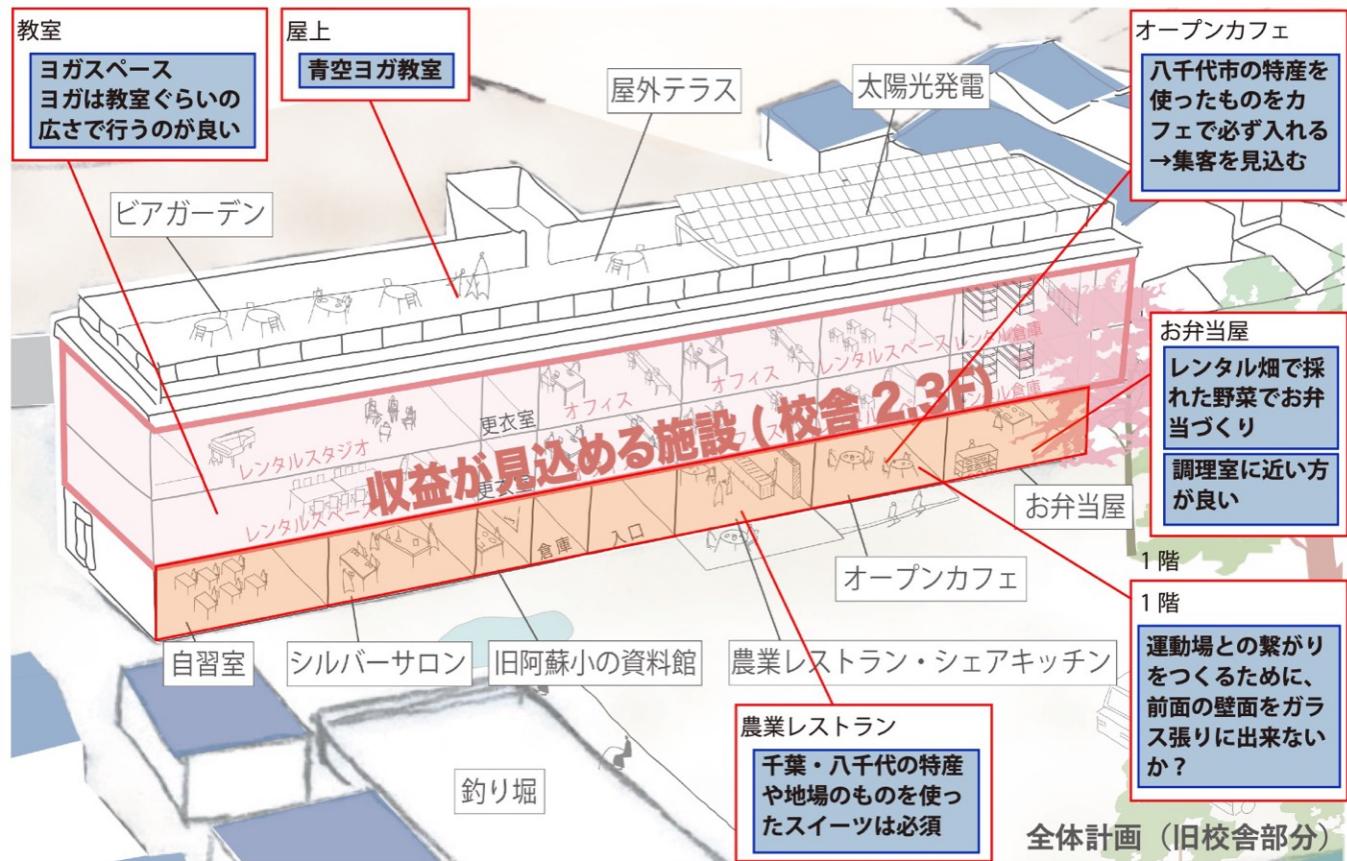 教室
ヨガスペース
ヨガは教室ぐらいの
広さで行うのが良い
屋上
青空ヨガ教室
オープンカフェ
八千代市の特産を
使ったものをカ
フェで必ず入れる
→集客を見込む
屋外テラス
太陽光発電
ビアガーデン
お弁当屋
レンタル畑で採
れた野菜でお弁
当づくり
調理室に近い方
が良い
レンタルスタジオ
更衣室
オフィス
オフィス
レンタルスペース
レンタル倉庫
収益が見込める施設(校舎2,3F)
レンタルスペース
更衣室
倉庫
入口
お弁当屋
オープンカフェ
農業レストラン・シェアキッチン
旧阿蘇小の資料館
シルバーサロン
自習室
1階
1階
運動場との繋がり
をつくるために、
前面の壁面をガラ
ス張りに出来ない
か？
農業レストラン
千葉・八千代の特産
や地場のものを使っ
たスイーツは必須
釣り堀
全体計画（旧校舎部分）